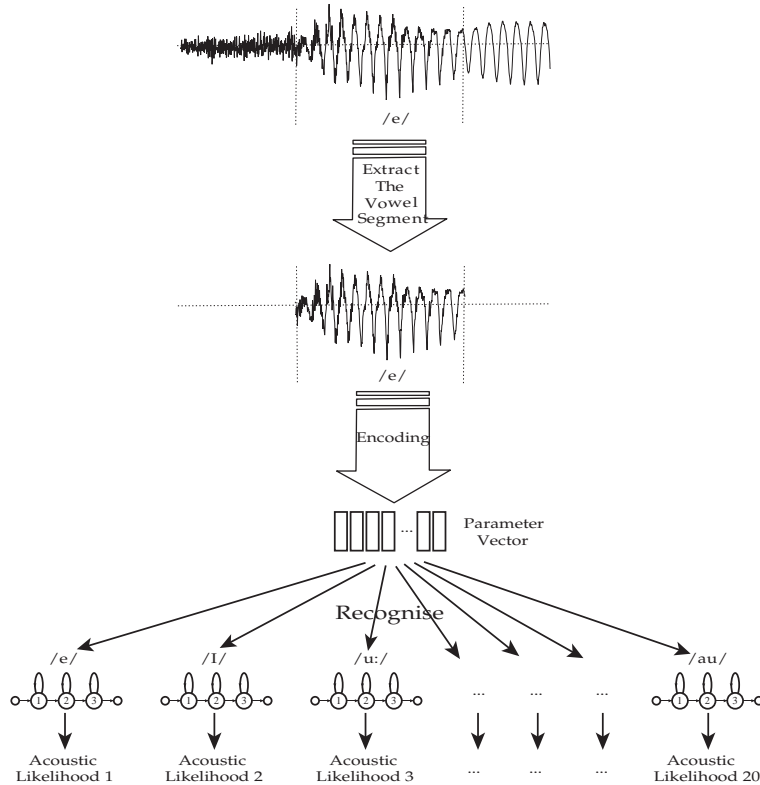 /e/
Extract
The
Vowel
Segment
/e/
Encoding
...
Parameter
Vector
Recognise
/e/ /I/ /u:/ /au/
1 2 3 1 2 3 1 2 3 ... ... ... 1 2 3
Acoustic Acoustic Acoustic Acoustic
Likelihood 1 Likelihood 2 Likelihood 3 ... ... ... Likelihood 20